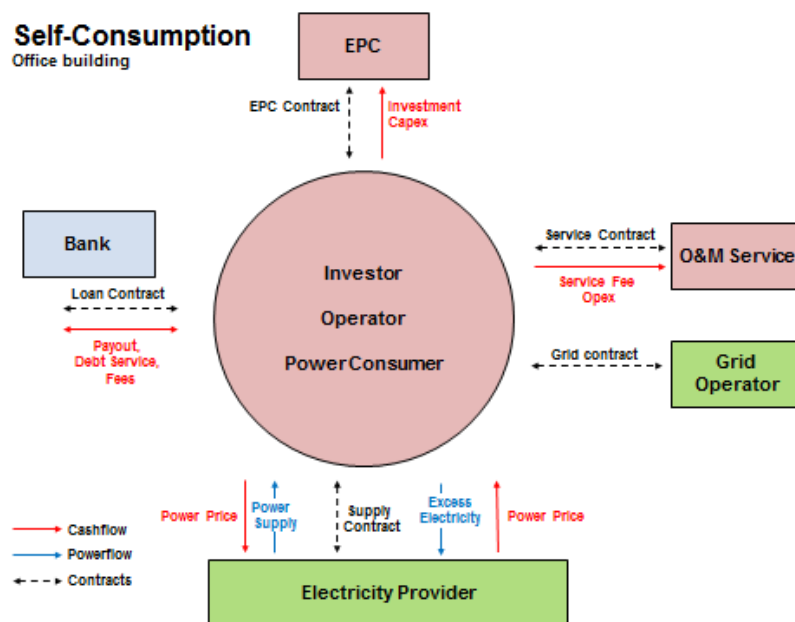 Self-Consumption
Office building
EPC
EPC Contract
Investment
Capex
Bank
Loan Contract
Payout,
Debt Service,
Fees
Investor
Operator
Power Consumer
Service Contract
Service Fee
Opex
O&M Service
Grid contract
Grid
Operator
Power Price
Power
Supply
Supply
Contract
Excess
Electricity
Power Price
Cashflow
Powerflow
Contracts
Electricity Provider